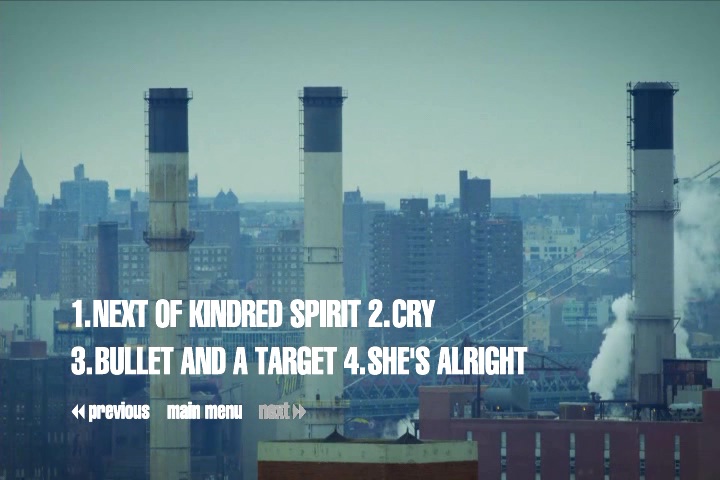 1.NEXT OF KINDRED SPIRIT 2.CRY
3.BULLET AND A TARGET 4.SHE'S ALRIGHT
previous main menu next